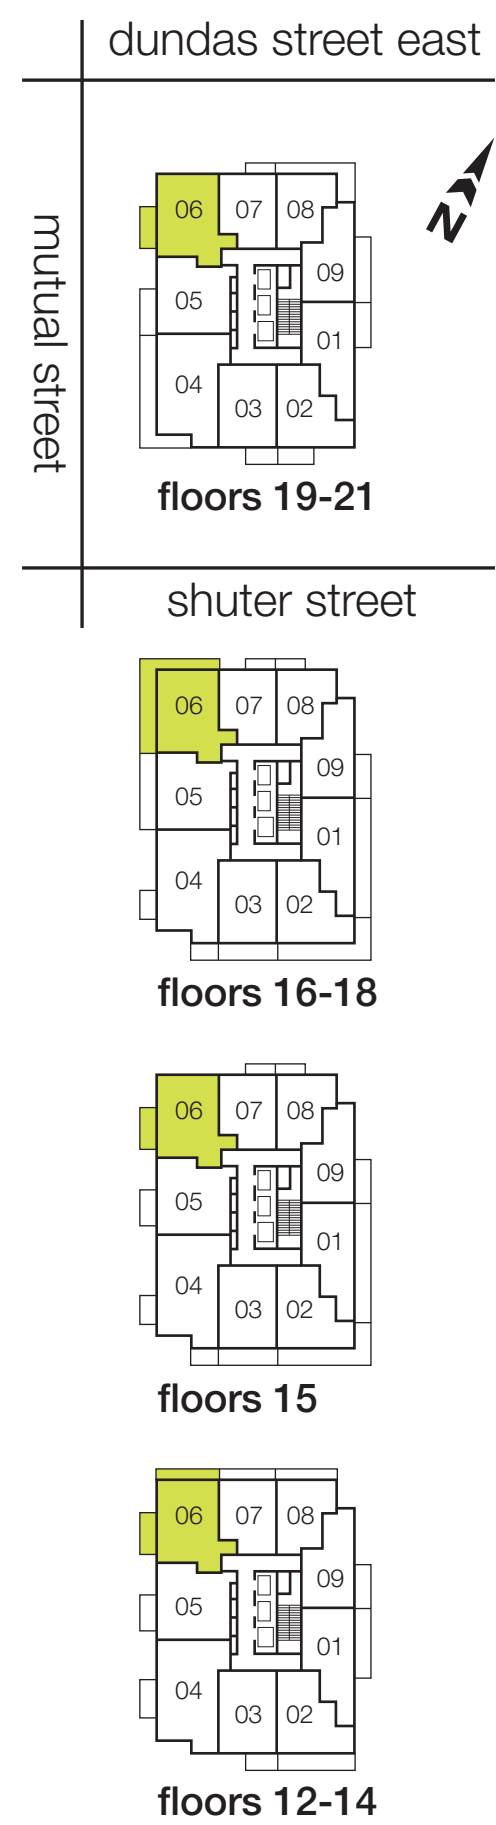 dundas street east
N
mutual street
06 07 08
09
05
01
04
03 02
floors 19-21
shuter street
06 07 08
09
05
01
04
03 02
floors 16-18
06 07 08
09
05
01
04
03 02
floors 15
06 07 08
09
05
01
04
03 02
floors 12-14